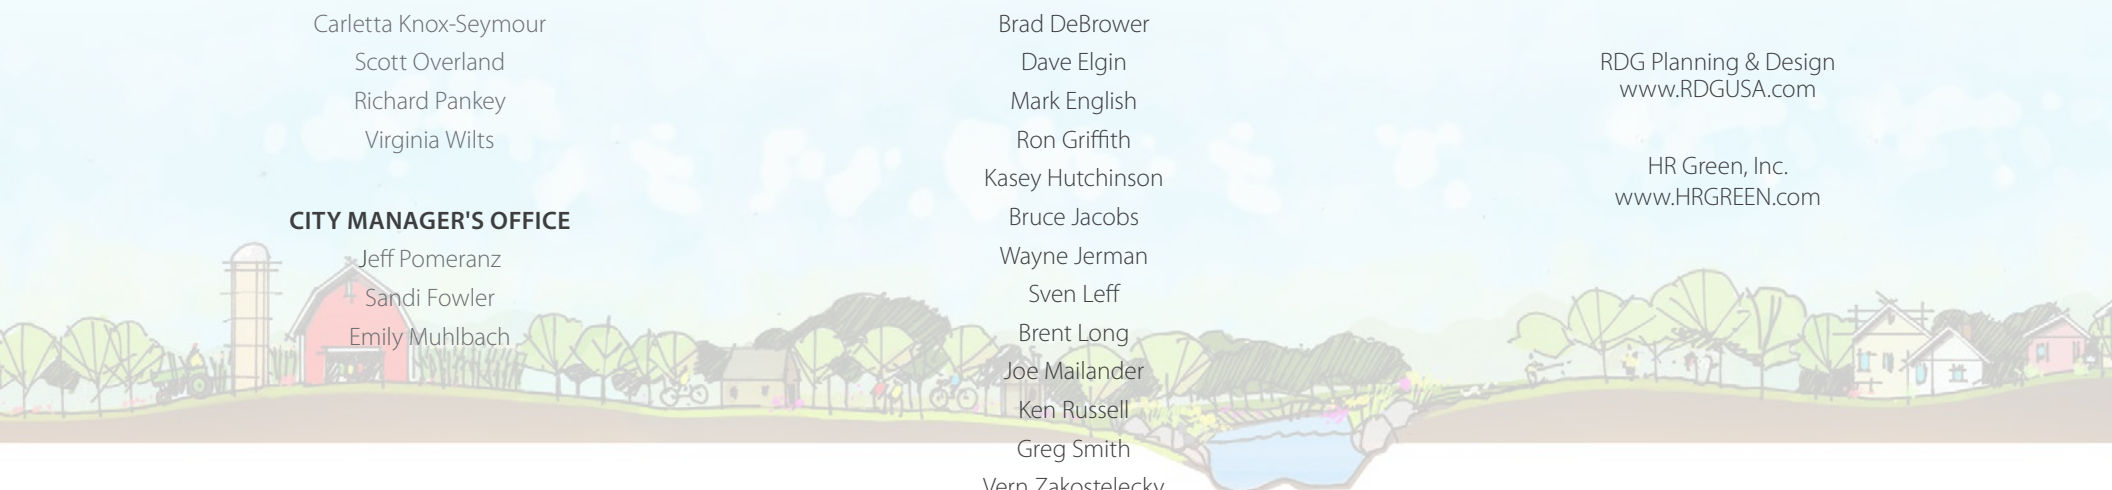 Carletta Knox-Seymour
Scott Overland
Richard Pankey
Virginia Wilts
CITY MANAGER'S OFFICE
Jeff Pomeranz
Sandi Fowler
Emily Muhlbach
Brad DeBrower
Dave Elgin
Mark English
Ron Griffith
Kasey Hutchinson
Bruce Jacobs
Wayne Jerman
Sven Leff
Brent Long
Joe Mailander
Ken Russell
Greg Smith
Vern Zakostelecky
RDG Planning & Design
www.RDGUSA.com
HR Green, Inc.
www.HRGREEN.com